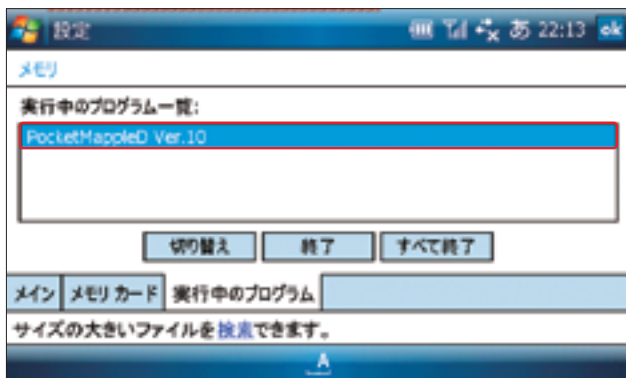 設定 あ 22:13 ok
メモリ
実行中のプログラム一覧:
PocketMappleD Ver.10
切り替え 終了 すべて終了
メイン メモリ カード 実行中のプログラム
サイズの大きいファイルを検索できます。
A